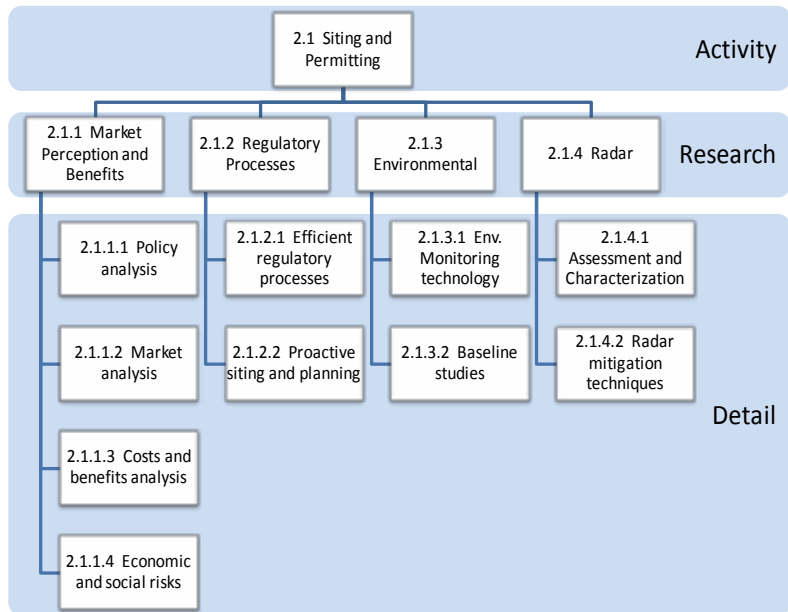 2.1 Siting and
Permitting
Activity
2.1.1 Market
Perception and
Benefits
2.1.2 Regulatory
Processes
2.1.3
Environmental
2.1.4 Radar
Research
2.1.1.1 Policy
analysis
2.1.2.1 Efficient
regulatory
processes
2.1.3.1 Env.
Monitoring
technology
2.1.4.1
Assessment and
Characterization
2.1.1.2 Market
analysis
2.1.2.2 Proactive
siting and planning
2.1.3.2 Baseline
studies
2.1.4.2 Radar
mitigation
techniques
Detail
2.1.1.3 Costs and
benefits analysis
2.1.1.4 Economic
and social risks